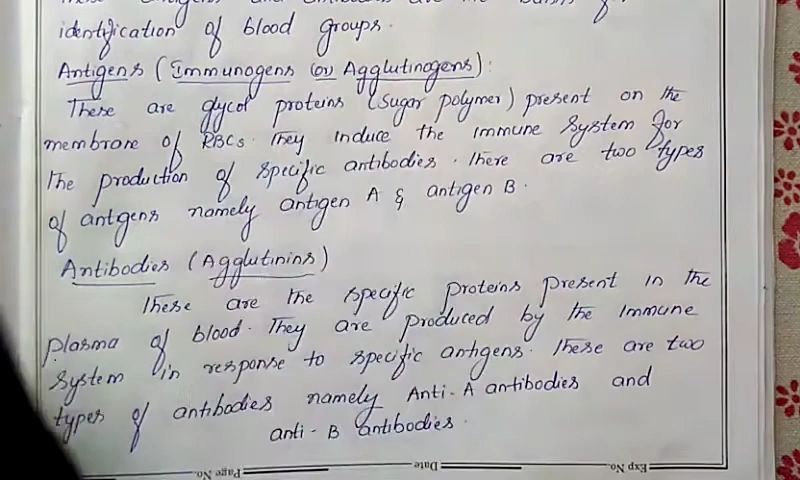 identification of blood groups.
Antigens (Immunogens (or) Agglutinogens):
These are glycol proteins (Sugar polymer) present on the
membrane of RBCs. They induce the immune System for
the production of specific antibodies. There are two types
of antgens namely antigen A & antigen B.
Antibodies (Agglutinins)
These are the specific proteins present in the
plasma of blood. They are produced by the immune
System in response to specific antigens. These are two
types of antibodies namely Anti-A antibodies and
anti-B antibodies.
Page No.
Date
Exp No.